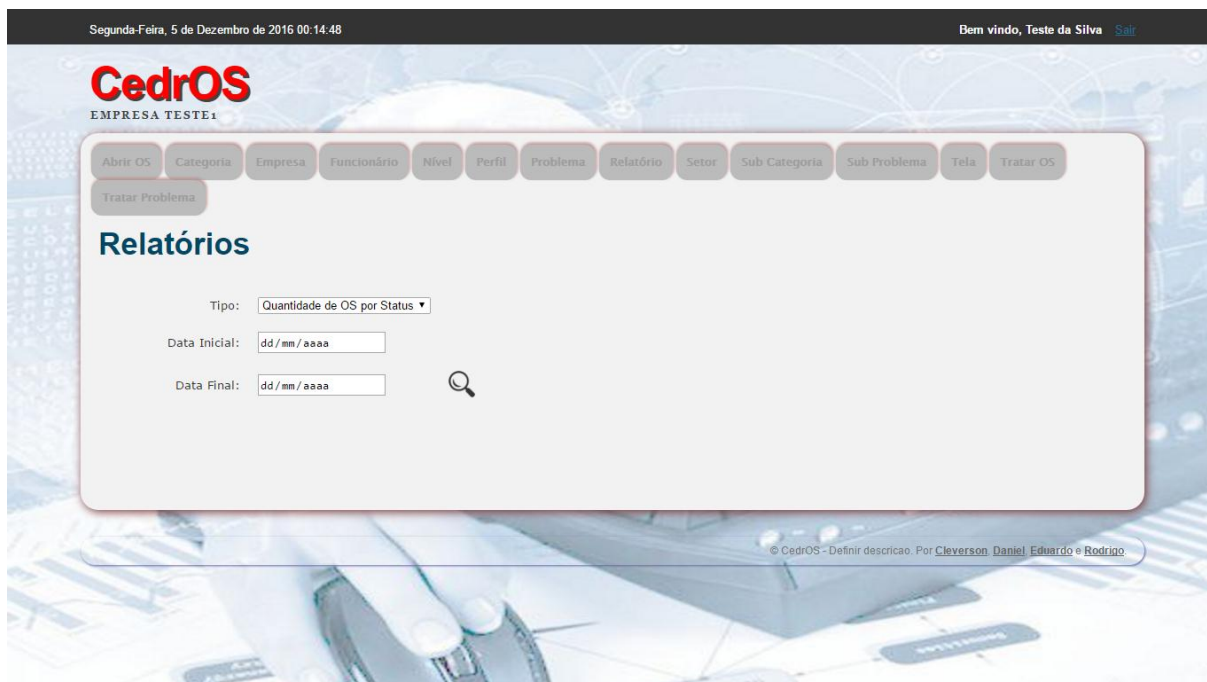 Segunda-Feira, 5 de Dezembro de 2016 00:14:48
Bem vindo, Teste da Silva Sair
CedrOS
EMPRESA TESTE1
Abrir OS Categoria Empresa Funcionário Nível Perfil Problema Relatório Setor Sub Categoria Sub Problema Tela Tratar OS
Tratar Problema
Relatórios
Tipo: Quantidade de OS por Status
Data Inicial: dd/mm/aaaa
Data Final: dd/mm/aaaa
© CedrOS - Definir descricao. Por Cleverson, Daniel, Eduardo e Rodrigo.